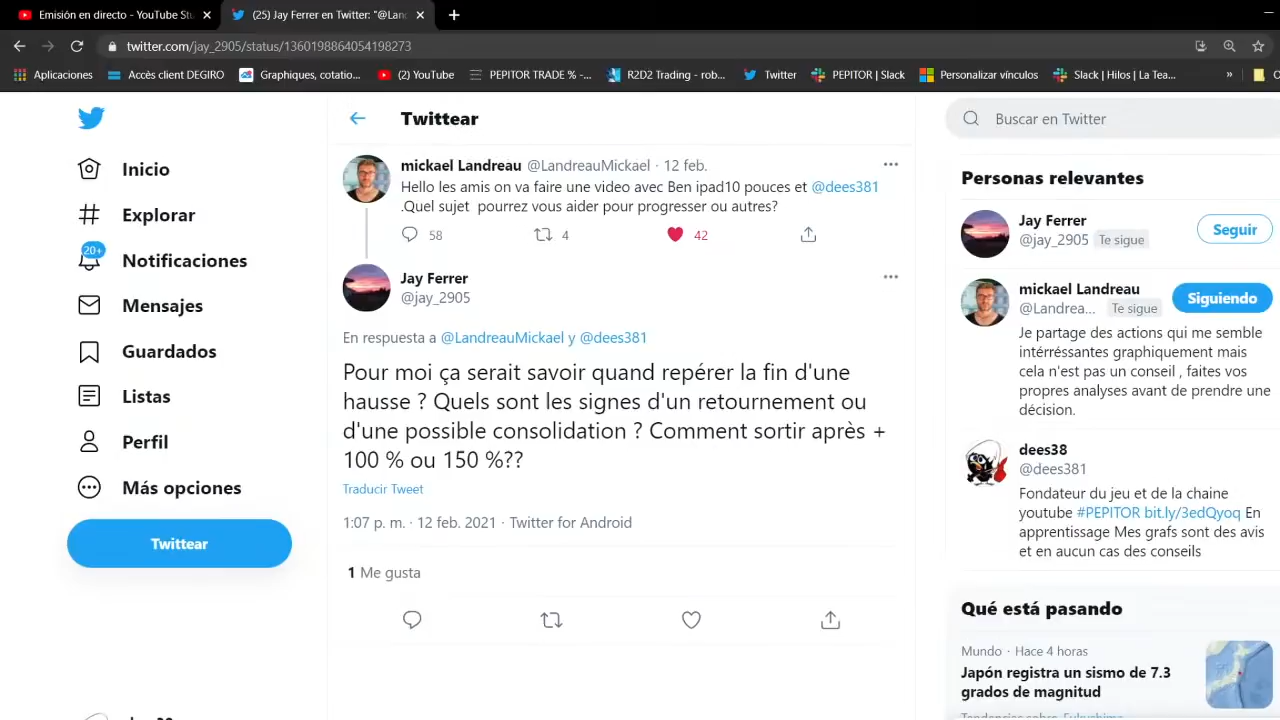 Emisión en directo - YouTube Stu
(25) Jay Ferrer en Twitter: "@Lanc
twitter.com/jay_2905/status/1360198864054198273
Aplicaciones
Accès client DEGIRO
Graphiques, cotatio...
(2) YouTube
PEPITOR TRADE % -...
R2D2 Trading - rob...
Twitter
PEPITOR | Slack
Personalizar vínculos
Slack | Hilos | La Tea...
»
Inicio
Explorar
20+
Notificaciones
Mensajes
Guardados
Listas
Perfil
Más opciones
Twittear
Twittear
mickael Landreau @LandreauMickael · 12 feb.
Hello les amis on va faire une video avec Ben ipad10 pouces et @dees381
.Quel sujet pourrez vous aider pour progresser ou autres?
58
4
42
Jay Ferrer
@jay_2905
En respuesta a @LandreauMickael y @dees381
Pour moi ça serait savoir quand repérer la fin d'une
hausse ? Quels sont les signes d'un retournement ou
d'une possible consolidation ? Comment sortir après +
100 % ou 150 %??
Traducir Tweet
1:07 p. m. · 12 feb. 2021 · Twitter for Android
1 Me gusta
Buscar en Twitter
Personas relevantes
Jay Ferrer
@jay_2905 Te sigue
Seguir
mickael Landreau
@Landrea... Te sigue
Siguiendo
Je partage des actions qui me semble
intérréssantes graphiquement mais
cela n'est pas un conseil , faites vos
propres analyses avant de prendre une
décision.
dees38
@dees381
Fondateur du jeu et de la chaine
youtube #PEPITOR bit.ly/3edQyoq En
apprentissage Mes grafs sont des avis
et en aucun cas des conseils
Qué está pasando
Mundo · Hace 4 horas
Japón registra un sismo de 7.3
grados de magnitud